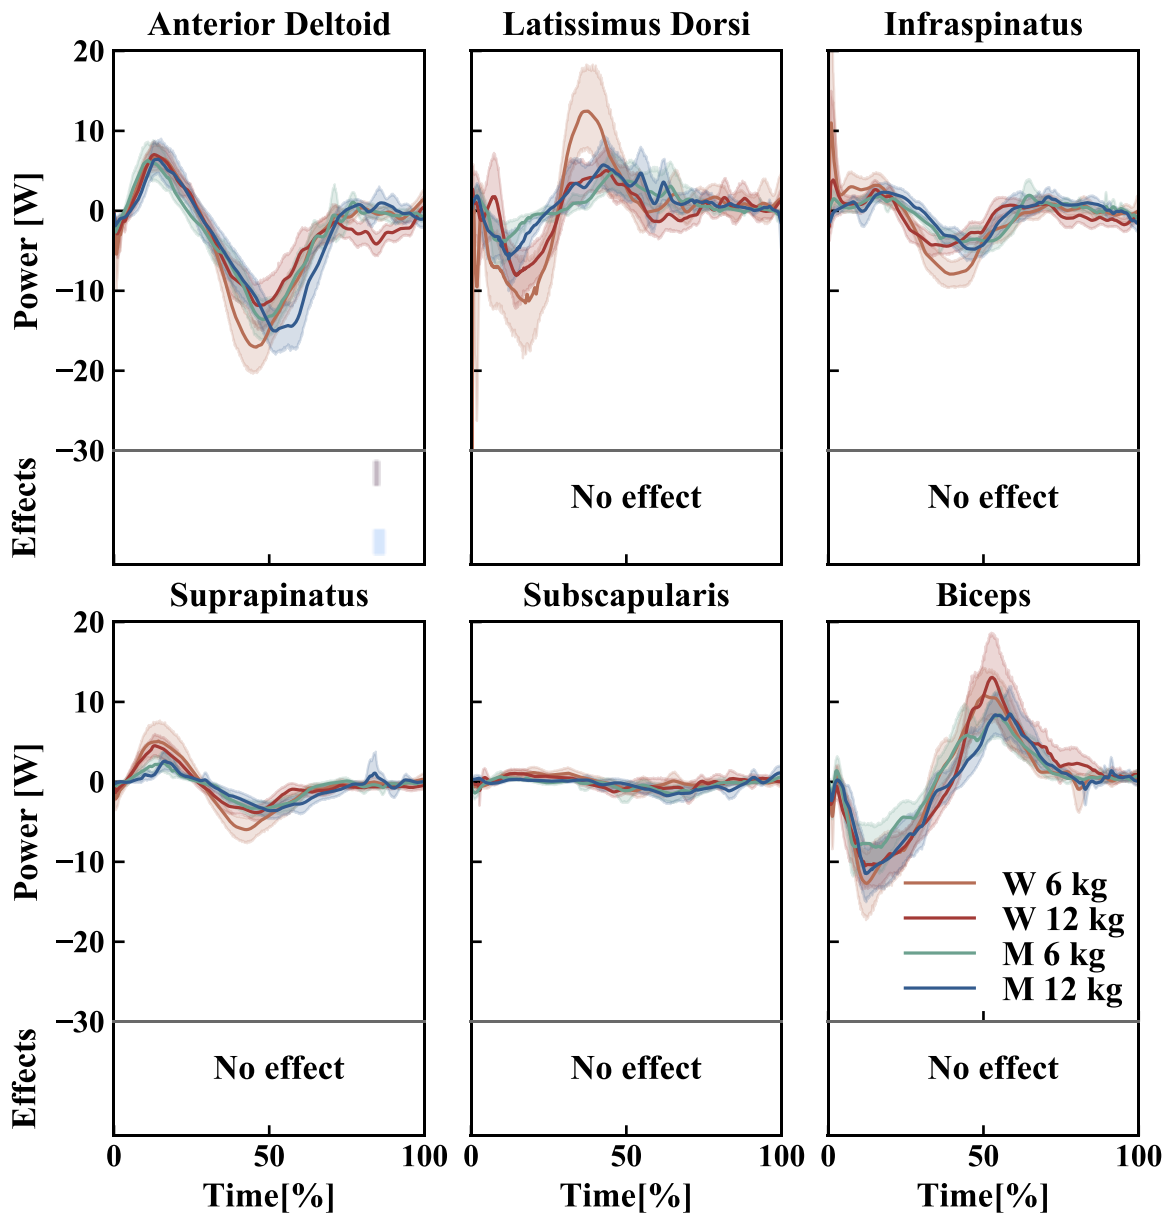 Anterior Deltoid
Latissimus Dorsi
Infraspinatus
20
10
0
−10
−20
−30
Power [W]
Effects
No effect
No effect
Suprapinatus
Subscapularis
Biceps
20
10
0
−10
−20
−30
Power [W]
Effects
W 6 kg
W 12 kg
M 6 kg
M 12 kg
No effect
No effect
No effect
0 50 100
0 50 100
0 50 100
Time[%]
Time[%]
Time[%]